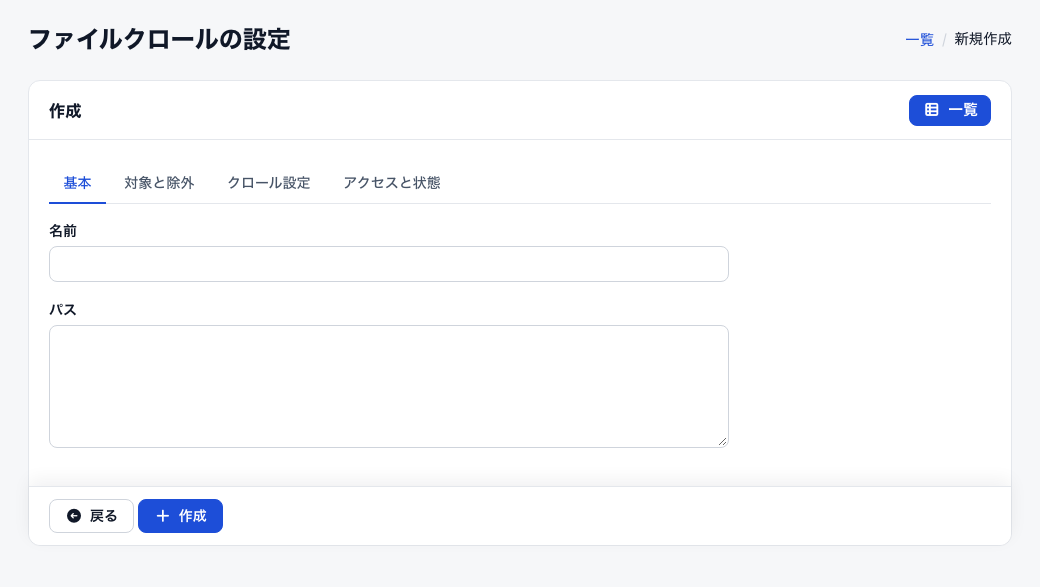 ファイルクロールの設定
一覧 / 新規作成
作成
一覧
基本 対象と除外 クロール設定 アクセスと状態
名前
パス
戻る 作成